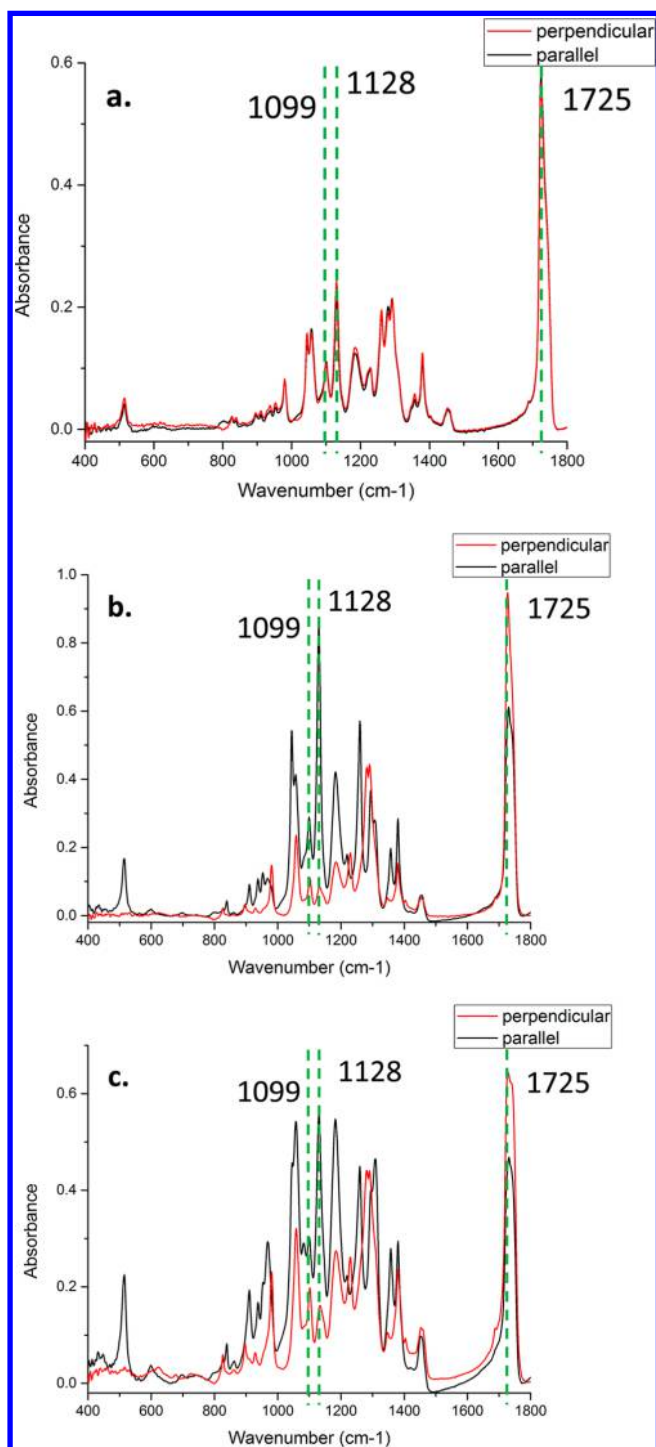 perpendicular
parallel
0.6
a.
1128
1099
1725
0.4
Absorbance
0.2
0.0
400 600 800 1000 1200 1400 1600 1800
Wavenumber (cm-1)
perpendicular
parallel
1.0
b.
1128
1099
1725
0.8
0.6
Absorbance
0.4
0.2
0.0
400 600 800 1000 1200 1400 1600 1800
Wavenumber (cm-1)
perpendicular
parallel
c.
1128
1099
1725
0.6
0.4
Absorbance
0.2
0.0
400 600 800 1000 1200 1400 1600 1800
Wavenumber (cm-1)